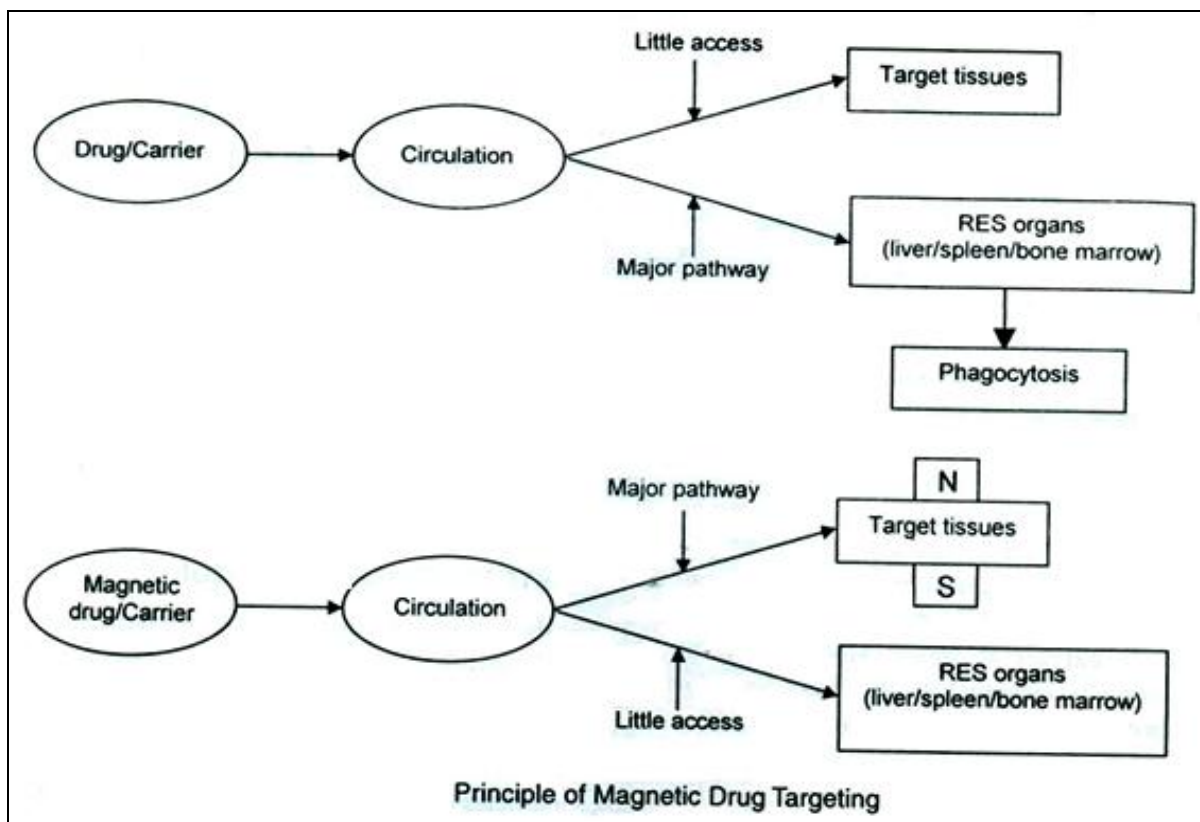 Little access
Target tissues
Drug/Carrier
Circulation
RES organs
(liver/spleen/bone marrow)
Major pathway
Phagocytosis
Major pathway
N
Target tissues
S
Magnetic
drug/Carrier
Circulation
RES organs
(liver/spleen/bone marrow)
Little access
Principle of Magnetic Drug Targeting